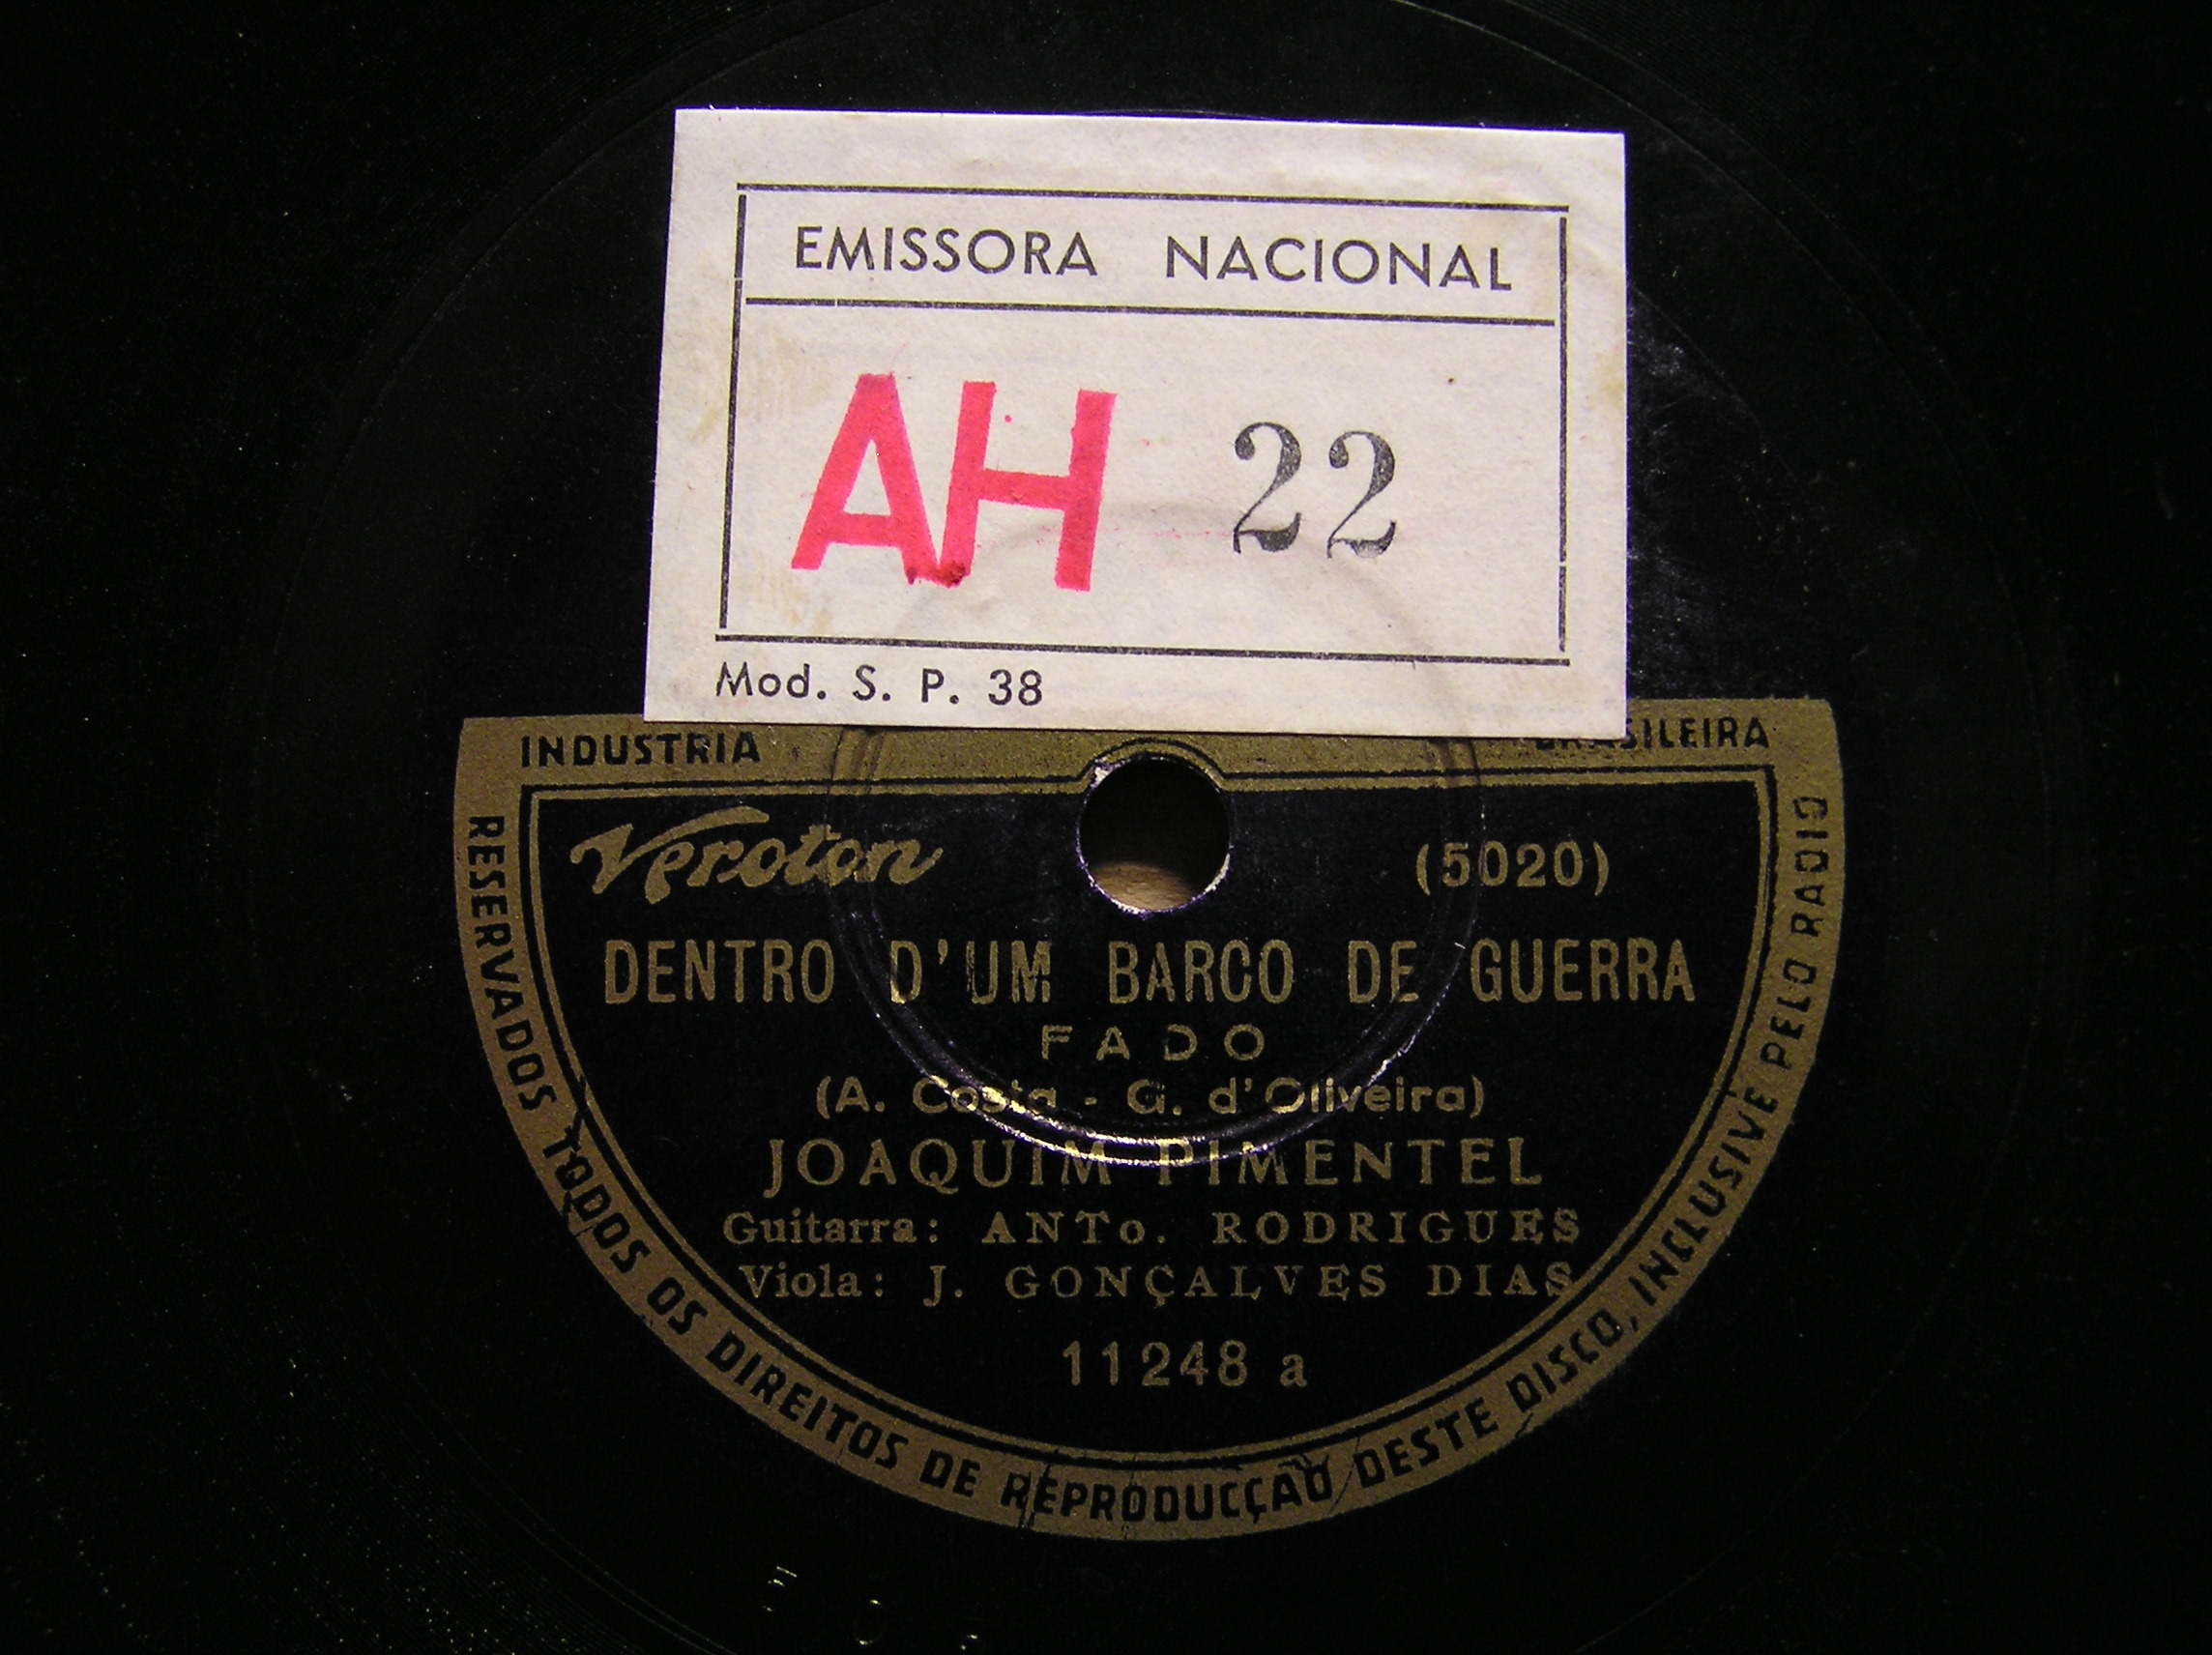 EMISSORA NACIONAL
AH 22
Mod. S. P. 38
INDUSTRIA BRASILEIRA
Veroton (5020)
DENTRO D'UM BARCO DE GUERRA
FADO
(A. Costa - G. d'Oliveira)
JOAQUIM PIMENTEL
Guitarra: ANTo. RODRIGUES
Viola: J. GONÇALVES DIAS
11248 a
RESERVADOS TODOS OS DIREITOS DE REPRODUCÇÃO DESTE DISCO, INCLUSIVE PELO RADIO